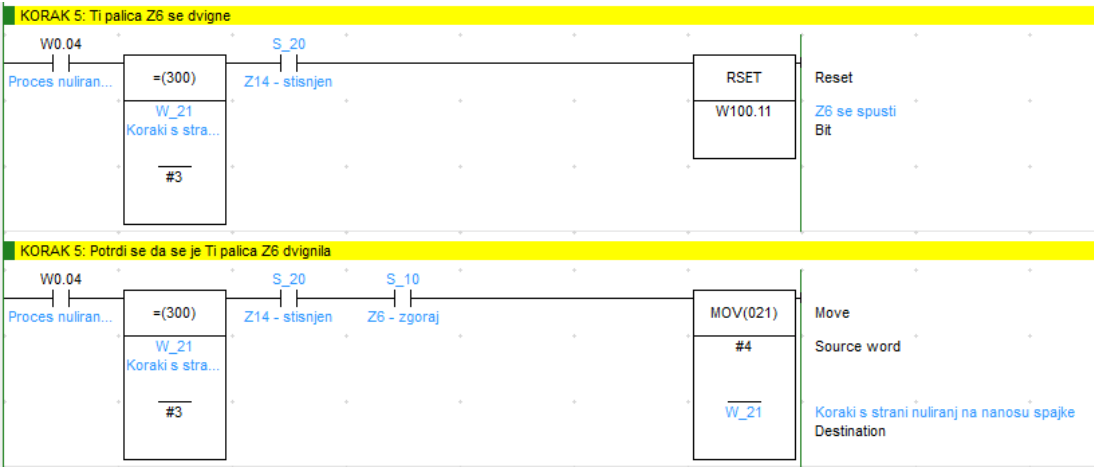 KORAK 5: Ti palica Z6 se dvigne
W0.04
S_20
Proces nuliran...
=(300)
Z14 - stisnjen
RSET
Reset
W_21
Koraki s stra...
W100.11
Z6 se spusti
Bit
#3
KORAK 5: Potrdi se da se je Ti palica Z6 dvignila
W0.04
S_20
S_10
Proces nuliran...
=(300)
Z14 - stisnjen
Z6 - zgoraj
MOV(021)
Move
W_21
Koraki s stra...
#4
Source word
#3
W_21
Koraki s strani nuliranj na nanosu spajke
Destination